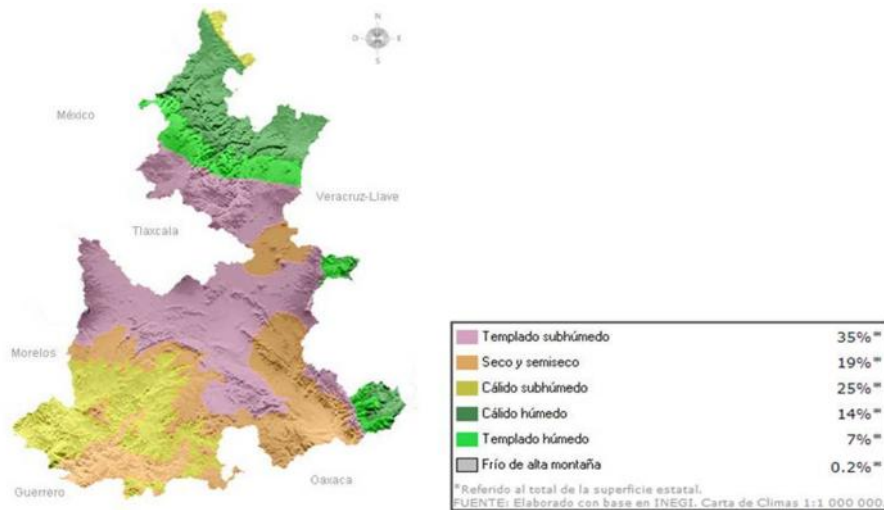 N
O E
S
México
Veracruz-Llave
Tlaxcala
Morelos
Guerrero
Oaxaca
Templado subhúmedo 35%*
Seco y semiseco 19%*
Cálido subhúmedo 25%*
Cálido húmedo 14%*
Templado húmedo 7%*
Frío de alta montaña 0.2%*
*Referido al total de la superficie estatal.
FUENTE: Elaborado con base en INEGI. Carta de Climas 1:1 000 000.